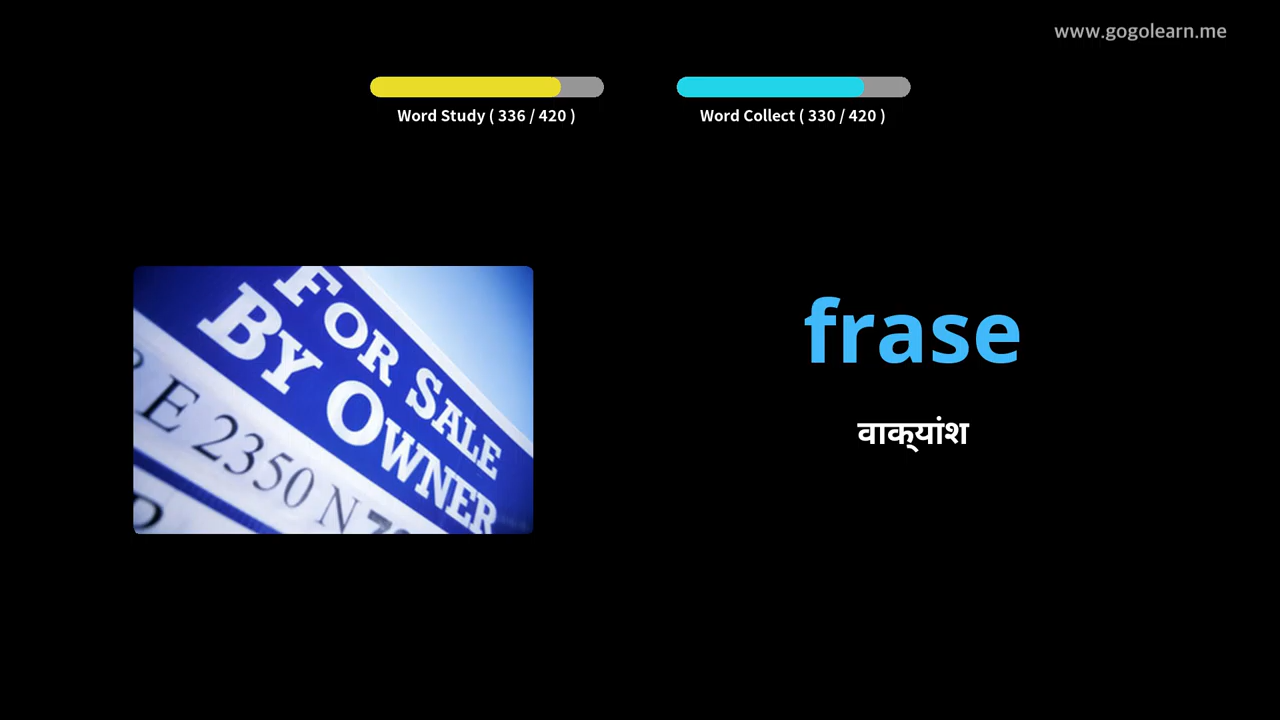 www.gogolearn.me
Word Study ( 336 / 420 )
Word Collect ( 330 / 420 )
FOR SALE
BY OWNER
E 2350 N
frase
वाक्यांश